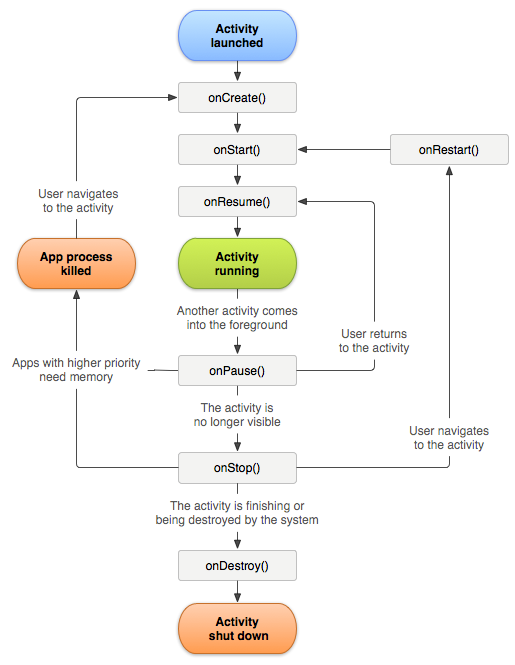 Activity
launched
onCreate()
onStart()
onRestart()
onResume()
User navigates
to the activity
App process
killed
Activity
running
Another activity comes
into the foreground
User returns
to the activity
Apps with higher priority
need memory
onPause()
The activity is
no longer visible
User navigates
to the activity
onStop()
The activity is finishing or
being destroyed by the system
onDestroy()
Activity
shut down